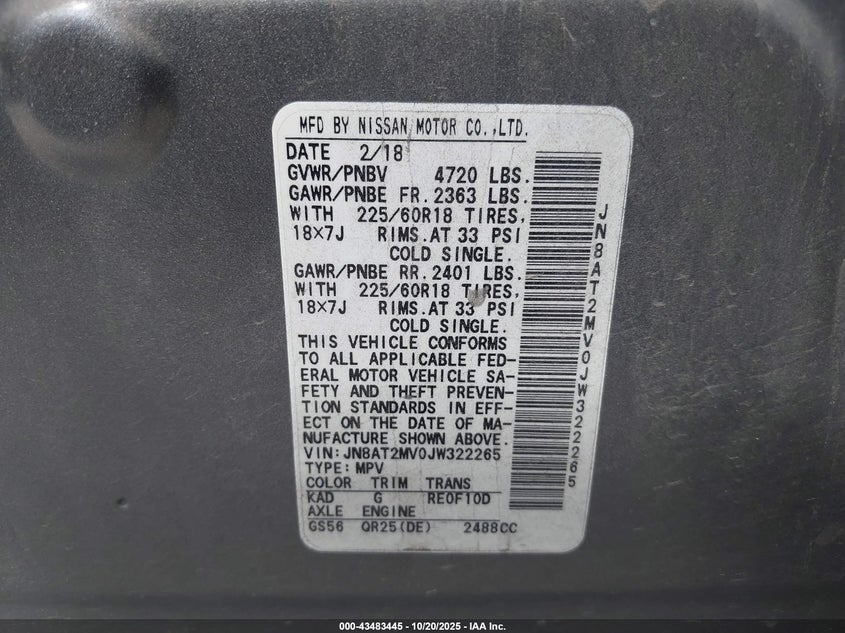 MFD BY NISSAN MOTOR CO.,LTD.
DATE 2/18
GVWR/PNBV 4720 LBS.
GAWR/PNBE FR. 2363 LBS.
WITH 225/60R18 TIRES,
18×7J RIMS. AT 33 PSI
COLD SINGLE.
GAWR/PNBE RR. 2401 LBS.
WITH 225/60R18 TIRES,
18×7J RIMS. AT 33 PSI
COLD SINGLE.
THIS VEHICLE CONFORMS
TO ALL APPLICABLE FED-
ERAL MOTOR VEHICLE SA-
FETY AND THEFT PREVEN-
TION STANDARDS IN EFF-
ECT ON THE DATE OF MA-
NUFACTURE SHOWN ABOVE.
VIN:JN8AT2MV0JW322265
TYPE:MPV
COLOR TRIM TRANS
KAD G RE0F10D
AXLE ENGINE
GS56 QR25(DE) 2488CC
JN8AT2MV0JW322265
000-43483445 - 10/20/2025 - IAA Inc.